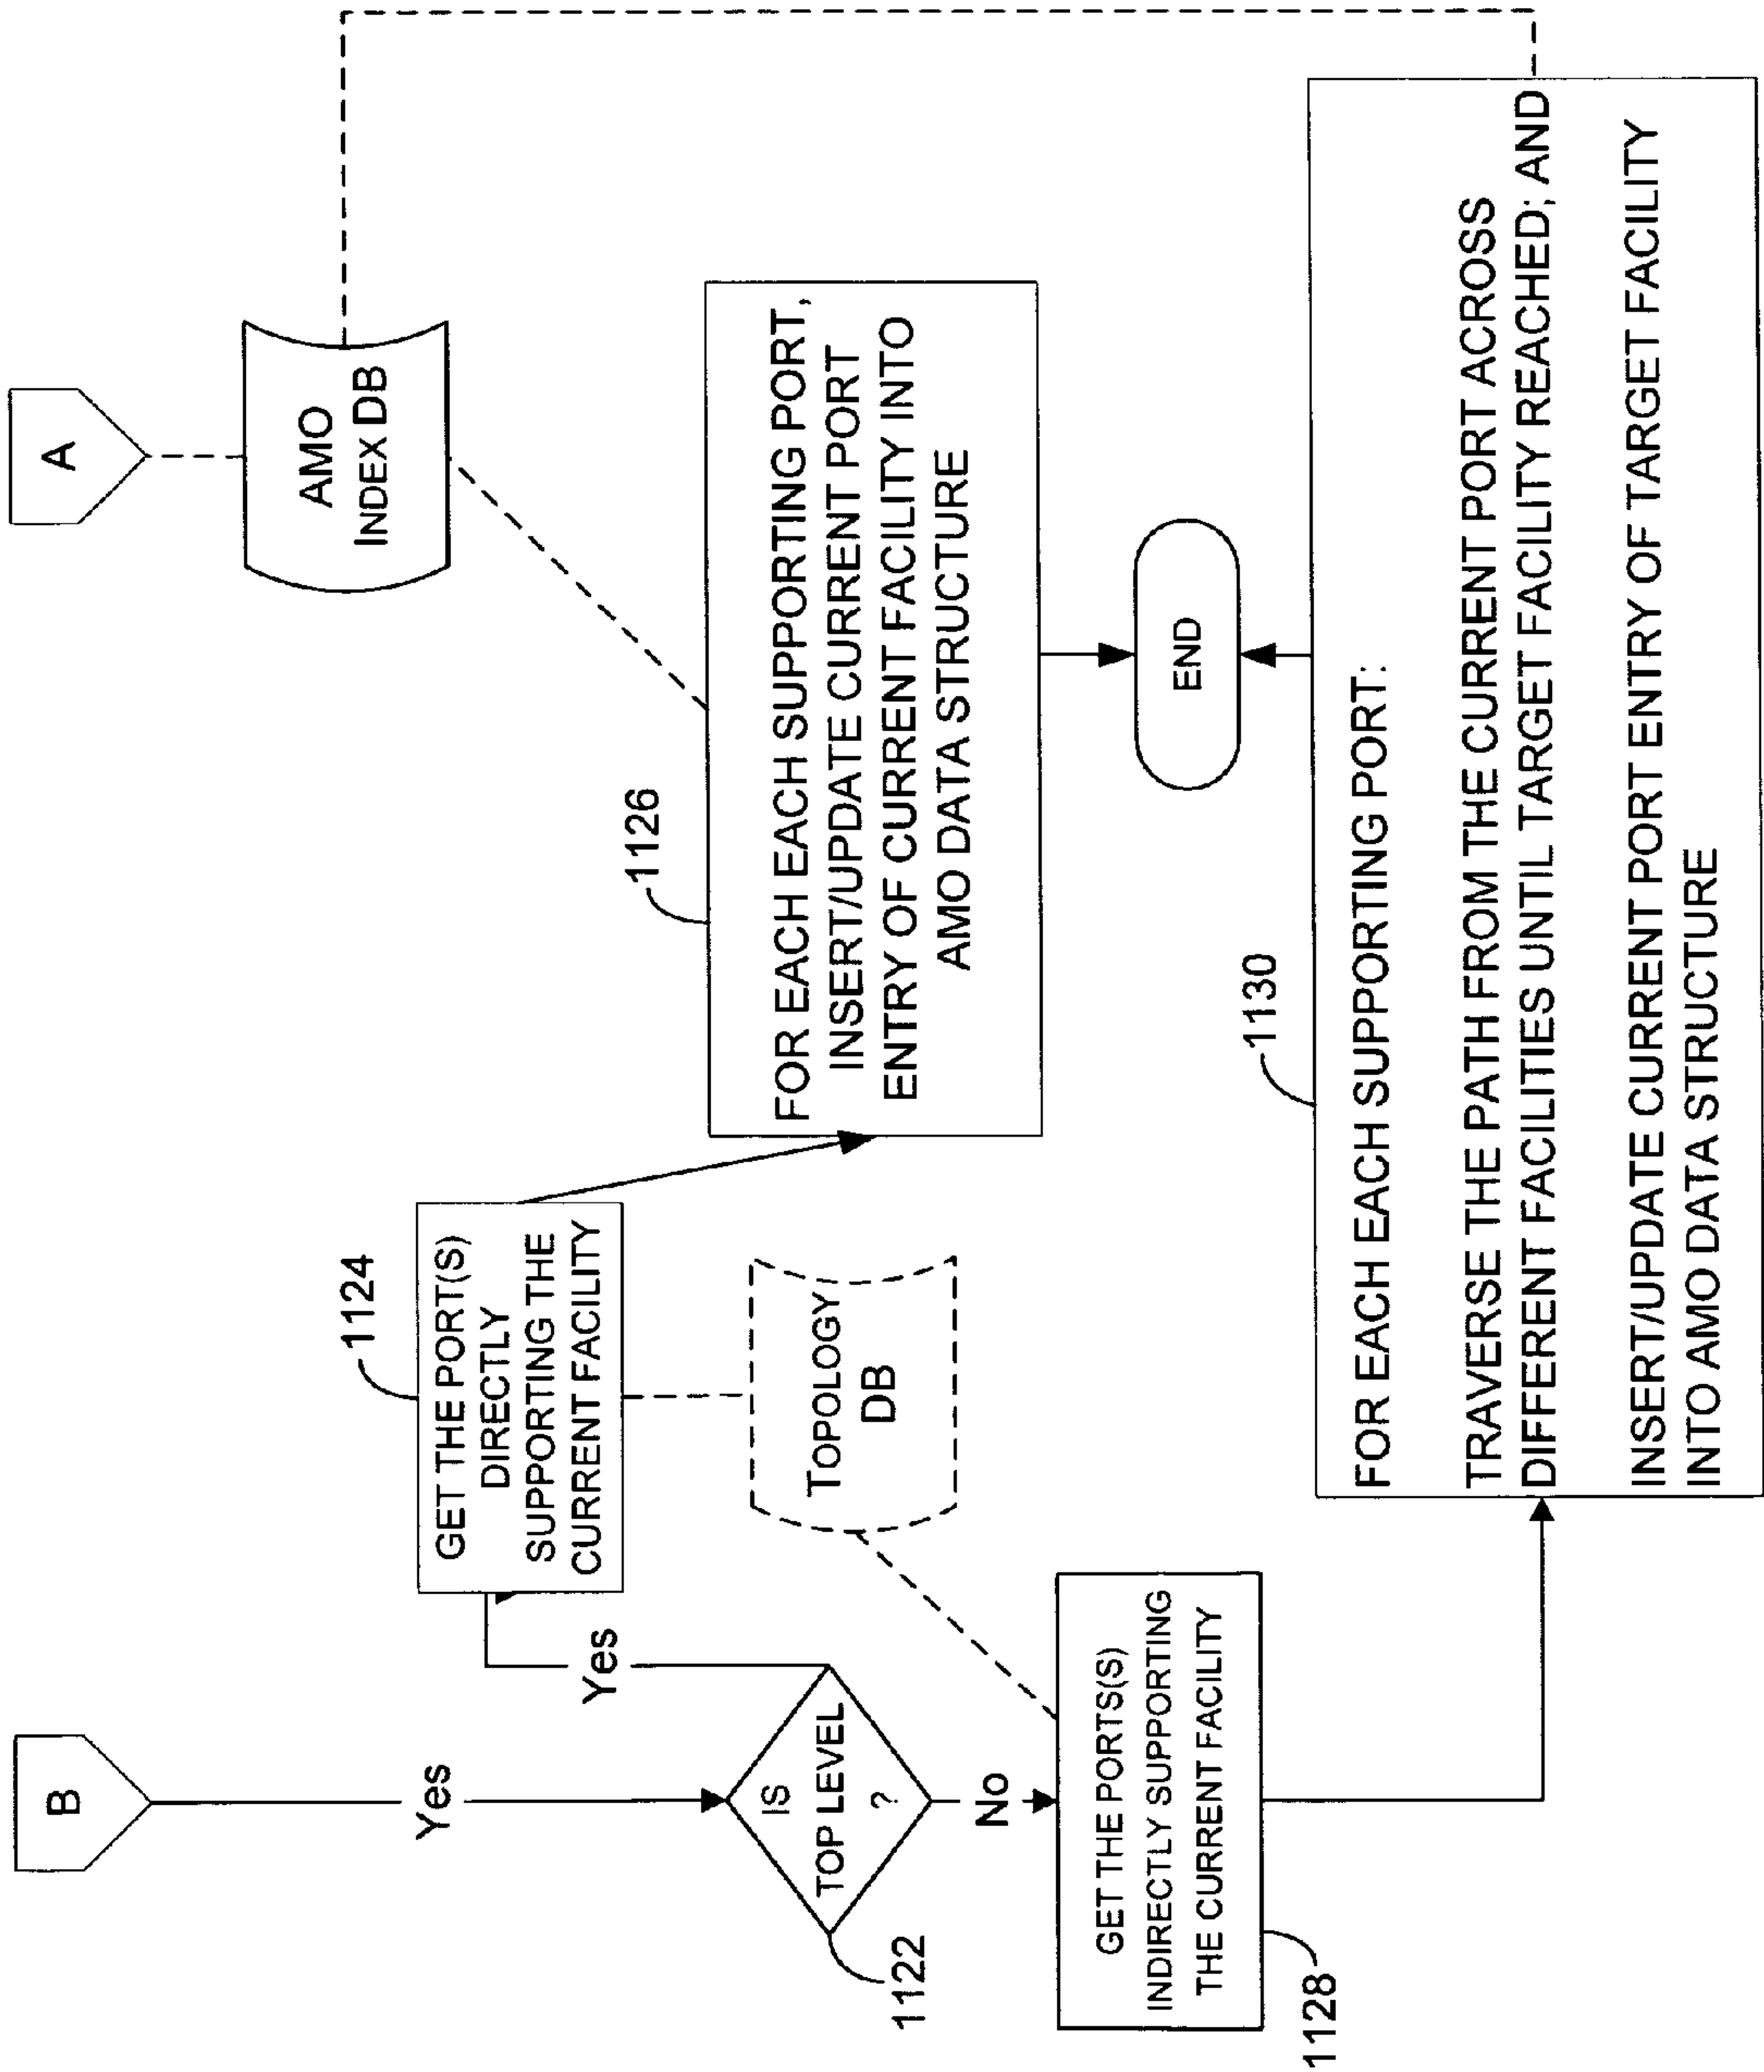 B
A
Yes
AMO
INDEX DB
1124
GET THE PORT(S)
DIRECTLY
SUPPORTING THE
CURRENT FACILITY
Yes
IS
TOP LEVEL
?
1122
No
TOPOLOGY
DB
1126
FOR EACH EACH SUPPORTING PORT,
INSERT/UPDATE CURRENT PORT
ENTRY OF CURRENT FACILITY INTO
AMO DATA STRUCTURE
GET THE PORTS(S)
INDIRECTLY SUPPORTING
THE CURRENT FACILITY
1128
END
1130
FOR EACH EACH SUPPORTING PORT:
TRAVERSE THE PATH FROM THE CURRENT PORT ACROSS
DIFFERENT FACILITIES UNTIL TARGET FACILITY REACHED; AND
INSERT/UPDATE CURRENT PORT ENTRY OF TARGET FACILITY
INTO AMO DATA STRUCTURE